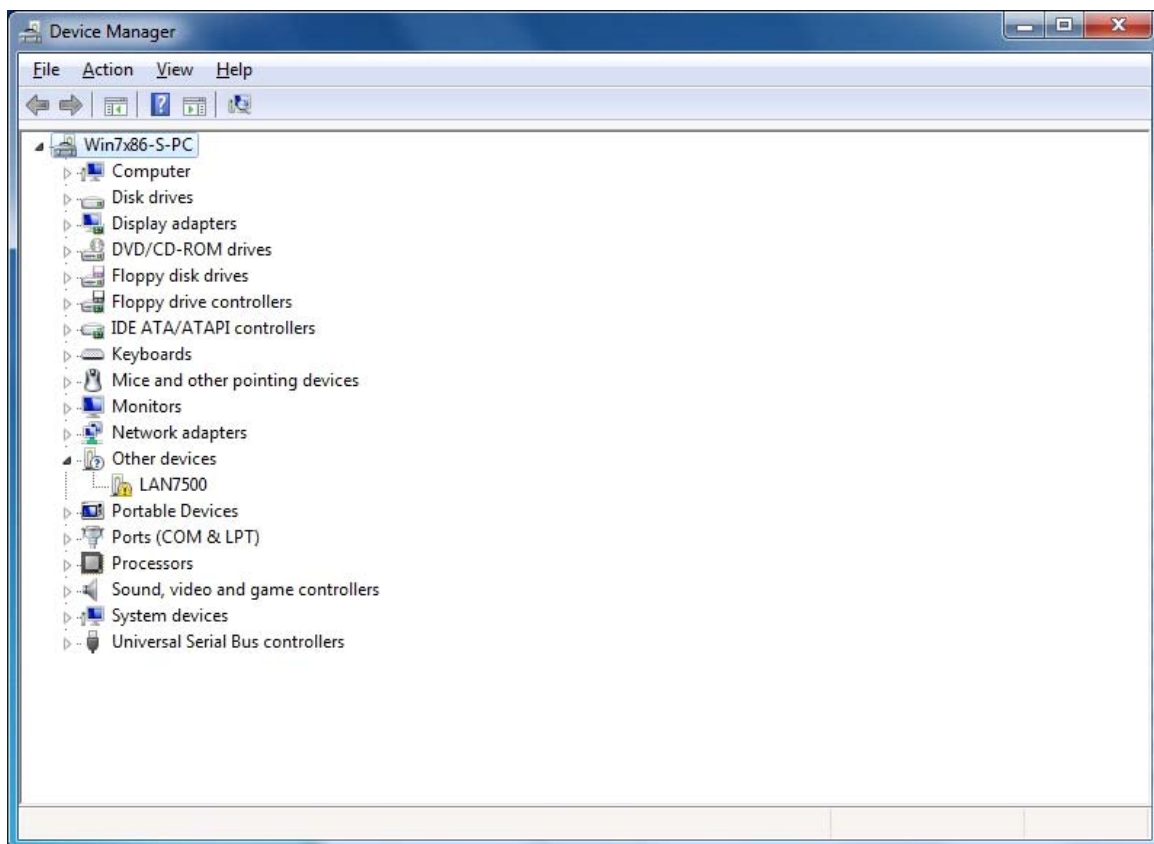 Device Manager
File Action View Help
Win7x86-S-PC
Computer
Disk drives
Display adapters
DVD/CD-ROM drives
Floppy disk drives
Floppy drive controllers
IDE ATA/ATAPI controllers
Keyboards
Mice and other pointing devices
Monitors
Network adapters
Other devices
LAN7500
Portable Devices
Ports (COM & LPT)
Processors
Sound, video and game controllers
System devices
Universal Serial Bus controllers